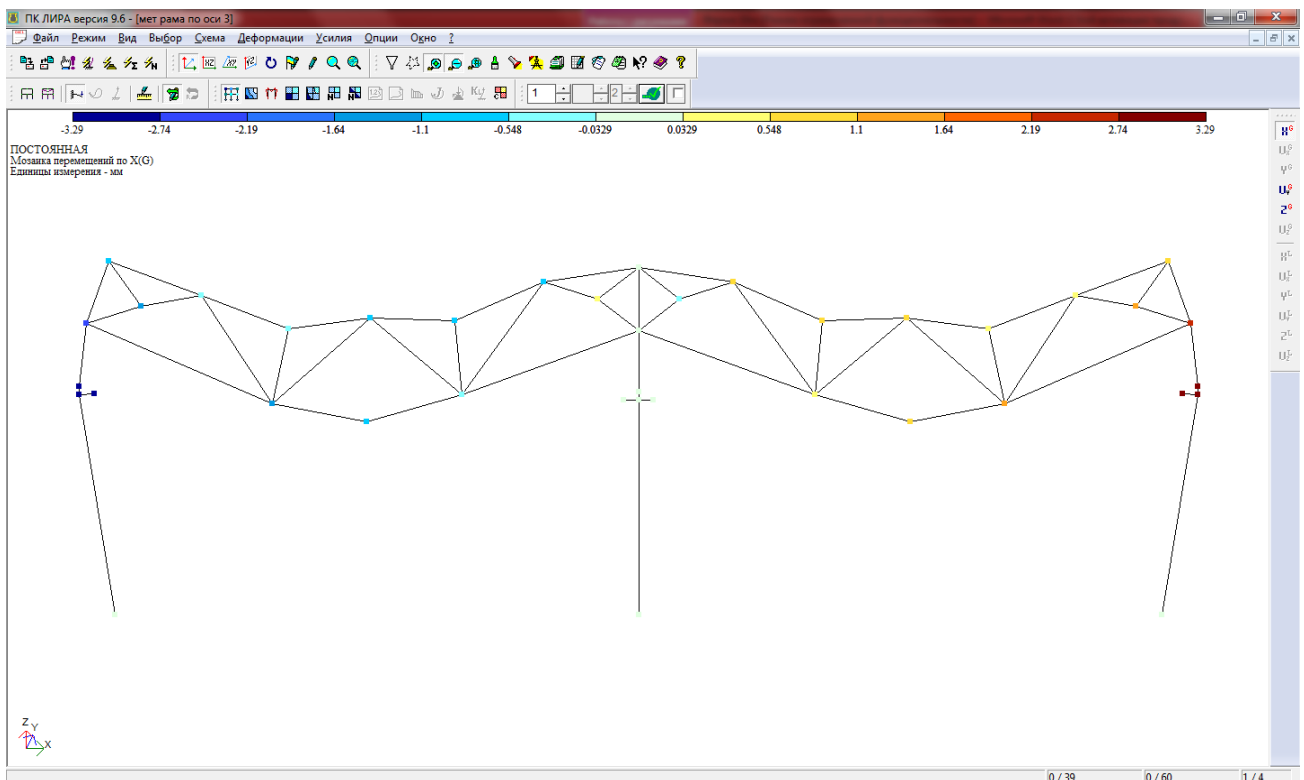 ПК ЛИРА версия 9.6 - [мет рама по оси 3]
Файл Режим Вид Выбор Схема Деформации Усилия Опции Окно ?
1 2
-3.29 -2.74 -2.19 -1.64 -1.1 -0.548 -0.0329 0.0329 0.548 1.1 1.64 2.19 2.74 3.29
ПОСТОЯННАЯ
Мозаика перемещений по X(G)
Единицы измерения - мм
Z
Y
X
0 / 39 0 / 60 1 / 4